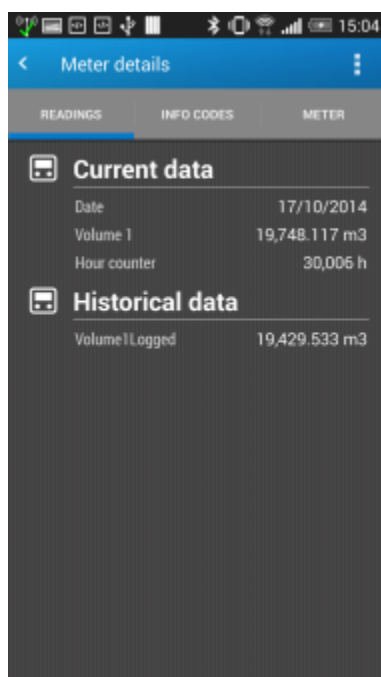 15:04
Meter details
READINGS INFO CODES METER
Current data
Date 17/10/2014
Volume 1 19,748.117 m3
Hour counter 30,006 h
Historical data
Volume1Logged 19,429.533 m3